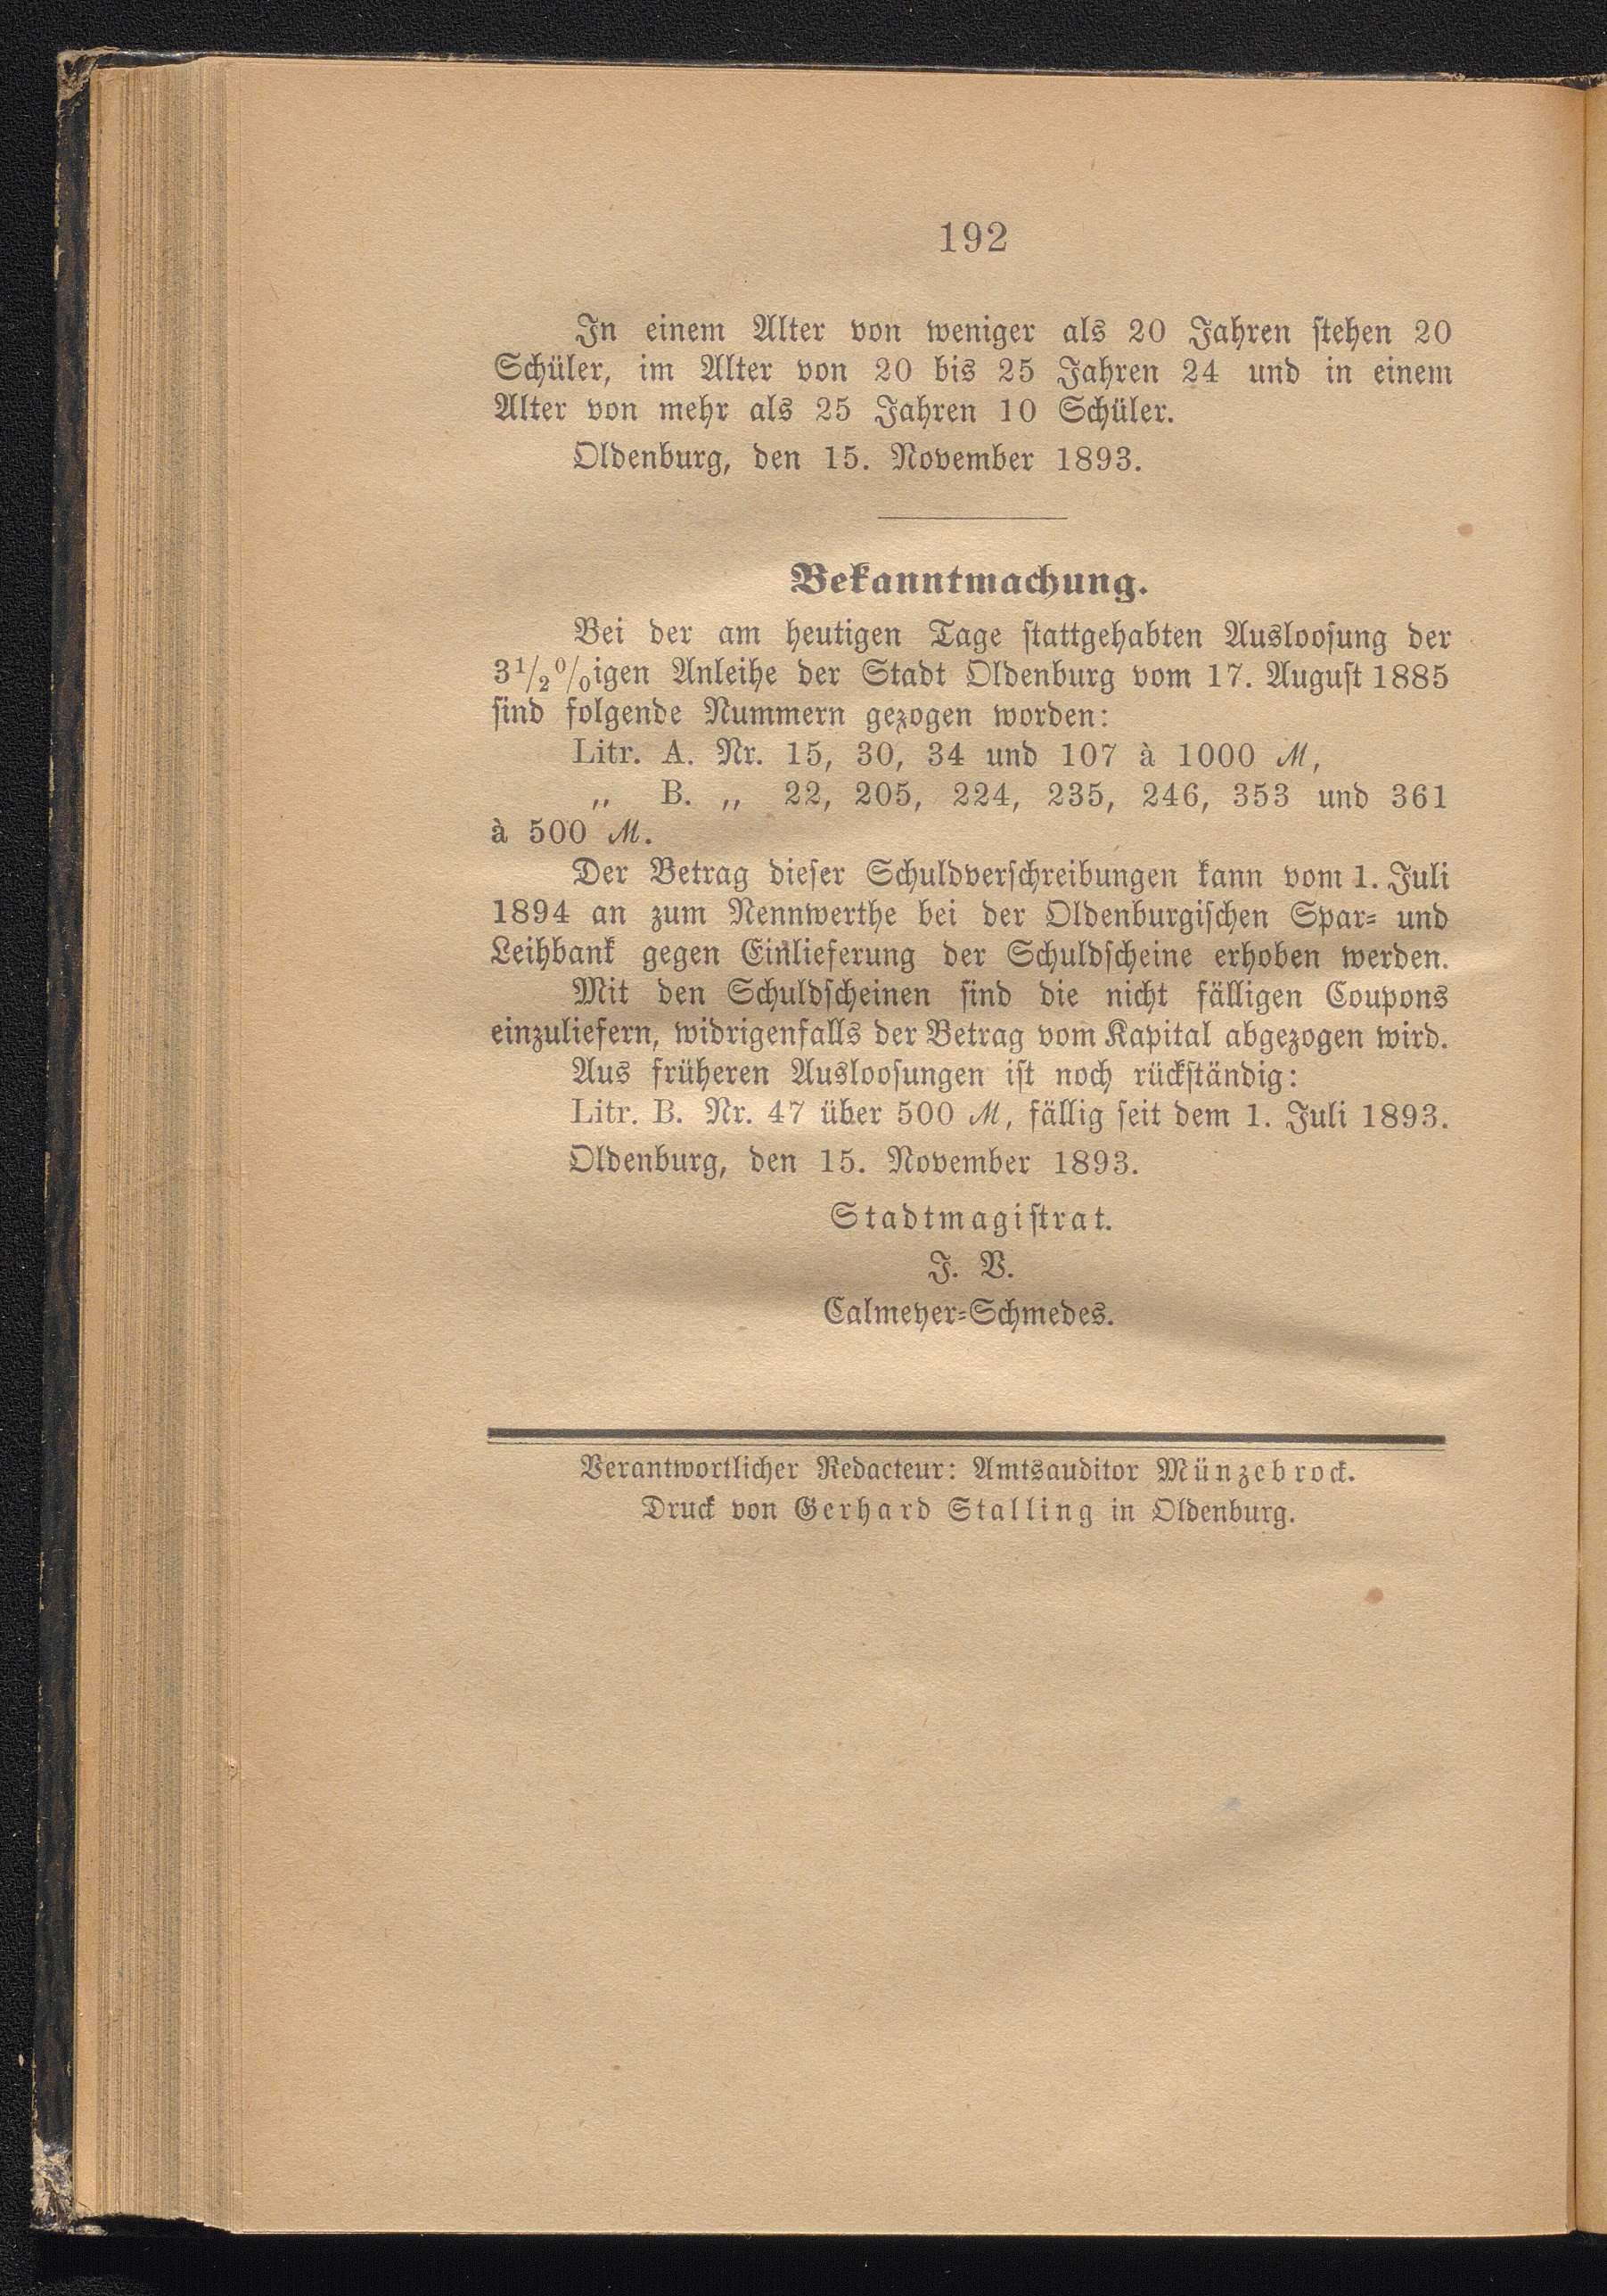 192
In einem Alter von weniger als 20 Jahren ſtehen 20
Schüler, im Alter von 20 bis 25 Jahren 24 und in einem
Alter von mehr als 25 Jahren 10 Schüler.
Oldenburg, den 15. November 1893.
Bekanntmachung.
Bei der am heutigen Tage ſtattgehabten Auslooſung der
3 1/2 0/0igen Anleihe der Stadt Oldenburg vom 17. Auguſt 1885
ſind folgende Nummern gezogen worden:
Litr. A. Nr. 15, 30, 34 und 107 à 1000 ℳ,
„ B. „ 22, 205, 224, 235, 246, 353 und 361
à 500 ℳ.
Der Betrag dieſer Schuldverſchreibungen kann vom 1. Juli
1894 an zum Nennwerthe bei der Oldenburgiſchen Spar- und
Leihbank gegen Einlieferung der Schuldſcheine erhoben werden.
Mit den Schuldſcheinen ſind die nicht fälligen Coupons
einzuliefern, widrigenfalls der Betrag vom Kapital abgezogen wird.
Aus früheren Auslooſungen iſt noch rückſtändig:
Litr. B. Nr. 47 über 500 ℳ, fällig ſeit dem 1. Juli 1893.
Oldenburg, den 15. November 1893.
Stadtmagiſtrat.
J. V.
Calmeyer-Schmedes.
Verantwortlicher Redacteur: Amtsauditor Münzebrock.
Druck von Gerhard Stalling in Oldenburg.